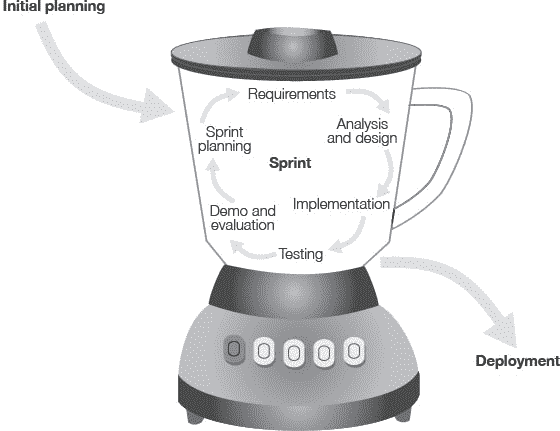 Initial planning
Requirements
Analysis
and design
Sprint
planning
Sprint
Implementation
Demo and
evaluation
Testing
Deployment